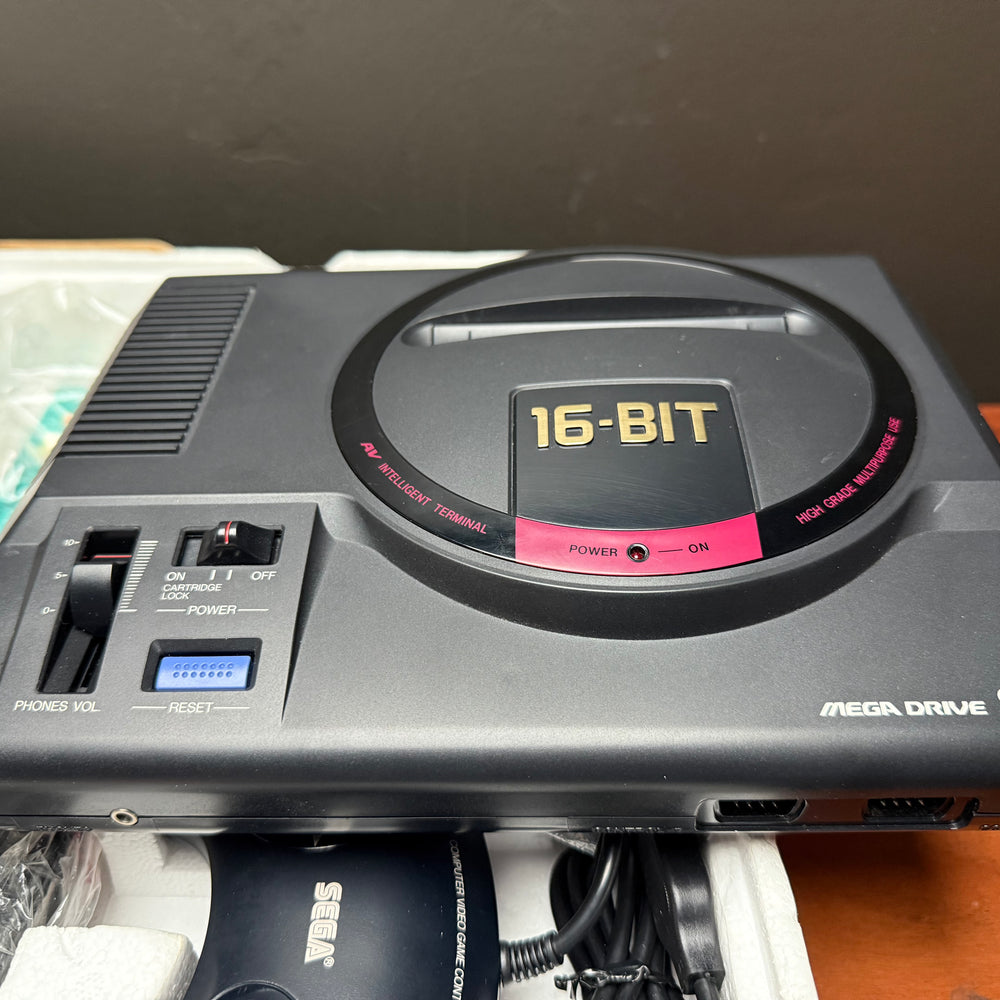 16-BIT
AV INTELLIGENT TERMINAL
HIGH GRADE MULTIPURPOSE USE
POWER — ON
10
5
0
PHONES VOL
ON OFF
CARTRIDGE
LOCK
POWER
RESET
MEGA DRIVE
SEGA®
COMPUTER VIDEO GAME